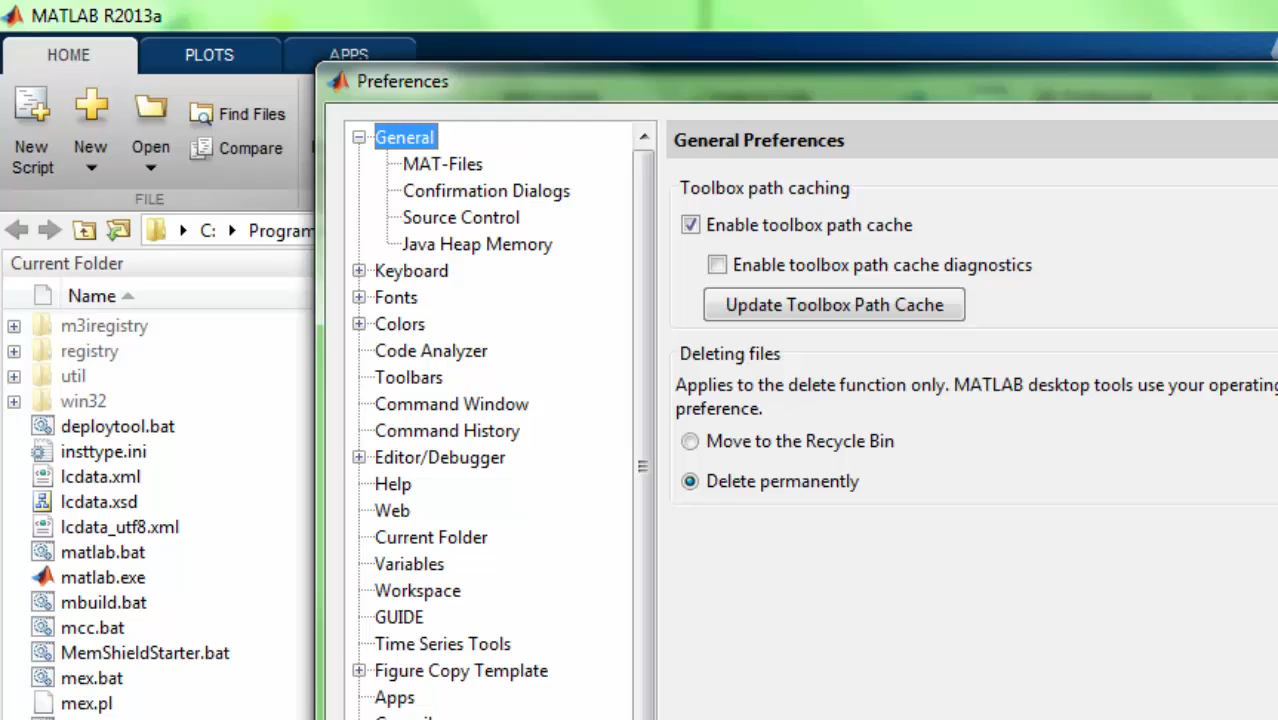 MATLAB R2013a
HOME
PLOTS
APPS
New Script
New
Open
Find Files
Compare
FILE
C:
Program
Current Folder
Name
m3iregistry
registry
util
win32
deploytool.bat
insttype.ini
lcdata.xml
lcdata.xsd
lcdata_utf8.xml
matlab.bat
matlab.exe
mbuild.bat
mcc.bat
MemShieldStarter.bat
mex.bat
mex.pl
Preferences
General
MAT-Files
Confirmation Dialogs
Source Control
Java Heap Memory
Keyboard
Fonts
Colors
Code Analyzer
Toolbars
Command Window
Command History
Editor/Debugger
Help
Web
Current Folder
Variables
Workspace
GUIDE
Time Series Tools
Figure Copy Template
Apps
General Preferences
Toolbox path caching
Enable toolbox path cache
Enable toolbox path cache diagnostics
Update Toolbox Path Cache
Deleting files
Applies to the delete function only. MATLAB desktop tools use your operating
preference.
Move to the Recycle Bin
Delete permanently